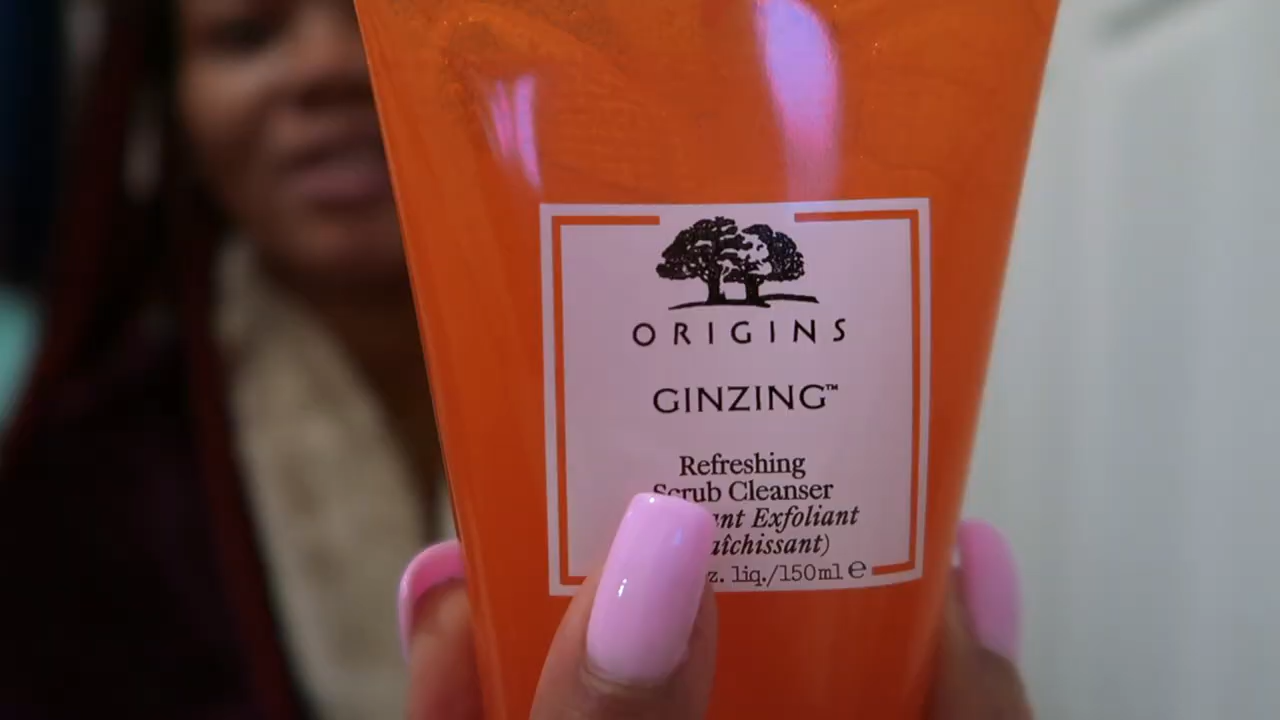 ORIGINS
GINZING™
Refreshing
Scrub Cleanser
Exfoliant
liq./150ml e